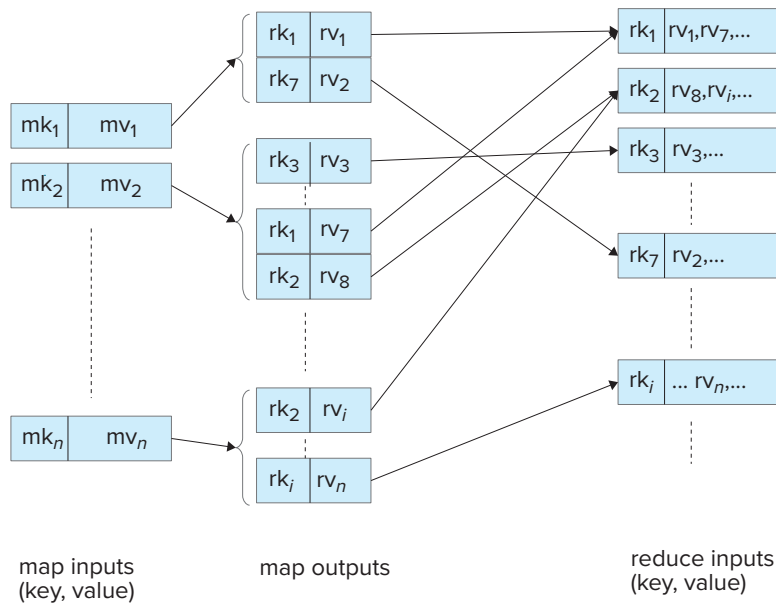 mk₁ mv₁
mk₂ mv₂
mkₙ mvₙ
map inputs
(key, value)
rk₁ rv₁
rk₇ rv₂
rk₃ rv₃
rk₁ rv₇
rk₂ rv₈
rk₂ rvᵢ
rkᵢ rvₙ
map outputs
rk₁ rv₁,rv₇,...
rk₂ rv₈,rvᵢ,...
rk₃ rv₃,...
rk₇ rv₂,...
rkᵢ ... rvₙ,...
reduce inputs
(key, value)